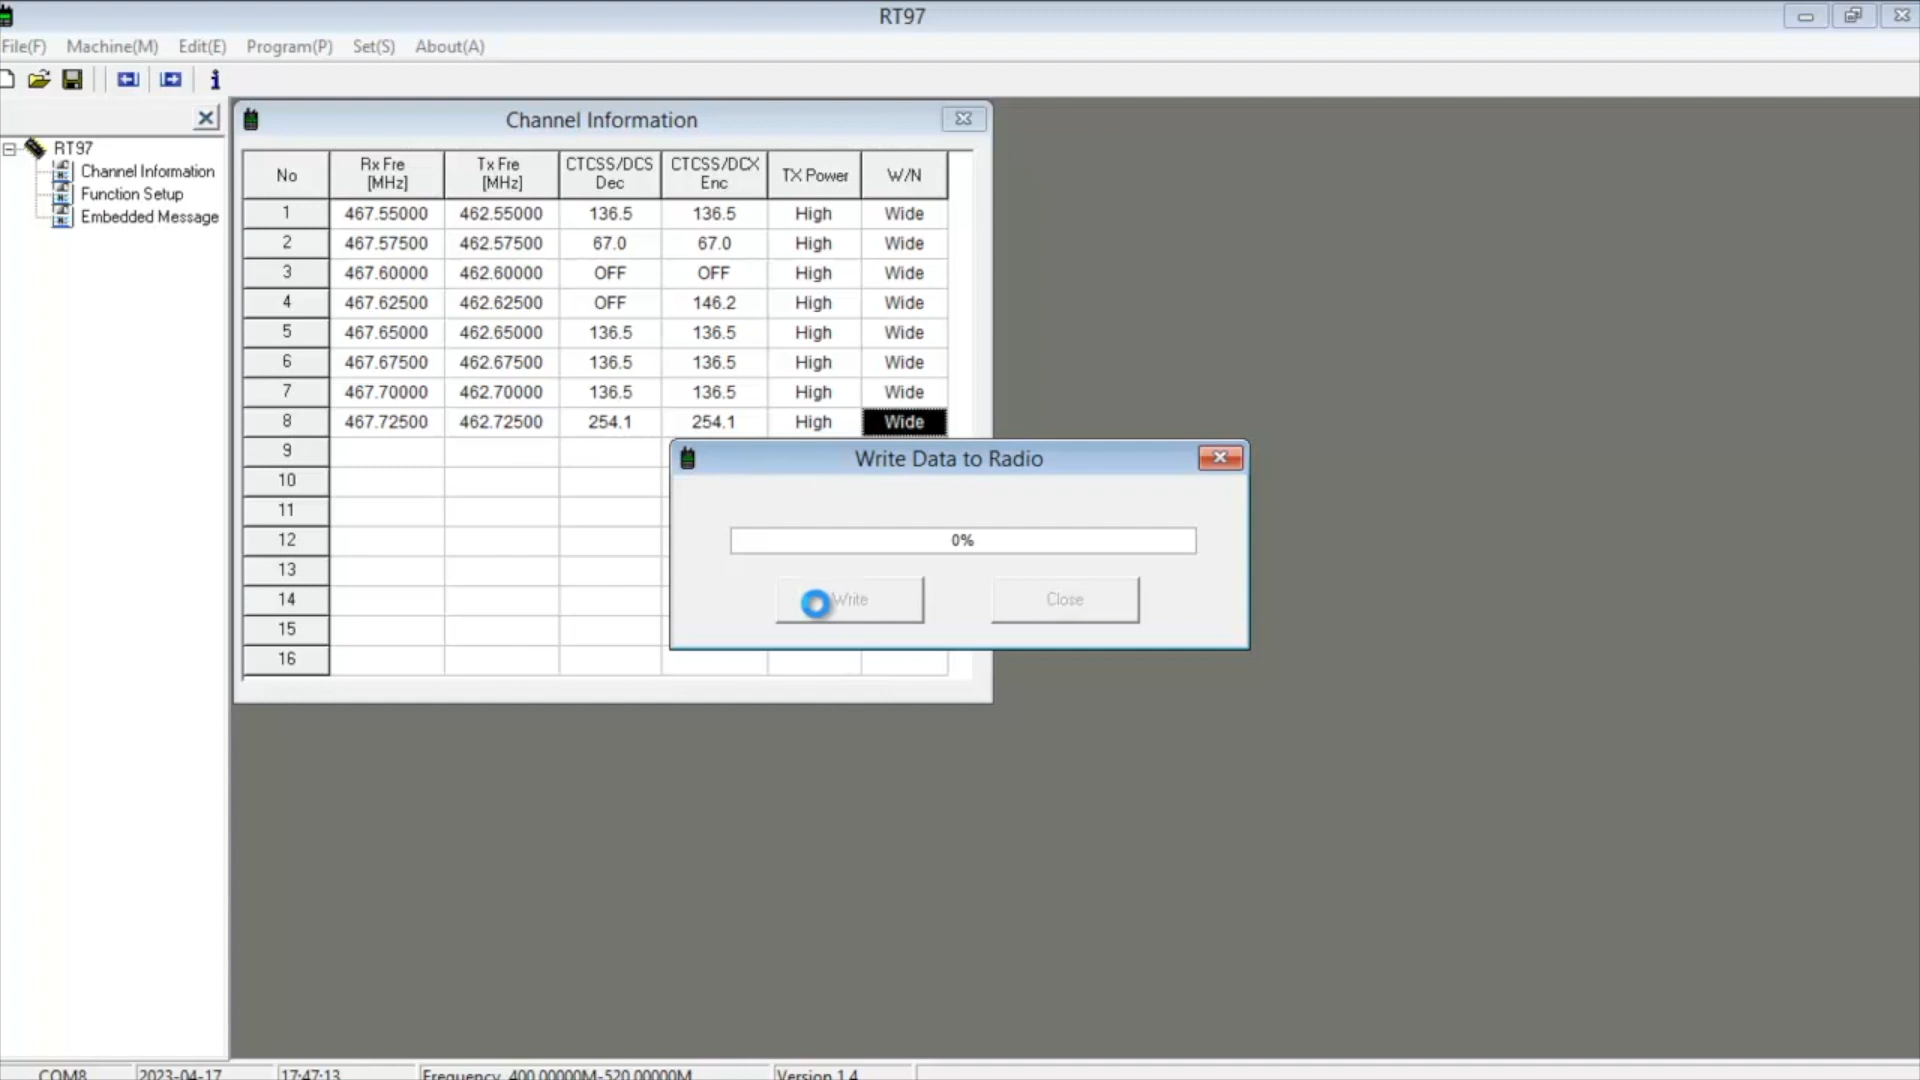 RT97
File(F) Machine(M) Edit(E) Program(P) Set(S) About(A)
RT97
Channel Information
Function Setup
Embedded Message
Channel Information
No Rx Fre [MHz] Tx Fre [MHz] CTCSS/DCS Dec CTCSS/DCX Enc TX Power W/N
1 467.55000 462.55000 136.5 136.5 High Wide
2 467.57500 462.57500 67.0 67.0 High Wide
3 467.60000 462.60000 OFF OFF High Wide
4 467.62500 462.62500 OFF 146.2 High Wide
5 467.65000 462.65000 136.5 136.5 High Wide
6 467.67500 462.67500 136.5 136.5 High Wide
7 467.70000 462.70000 136.5 136.5 High Wide
8 467.72500 462.72500 254.1 254.1 High Wide
9
10
11
12
13
14
15
16
Write Data to Radio
0%
Write Close
COM8 2023-04-17 17:47:13 Frequency 400.00000M-520.00000M Version 1.4